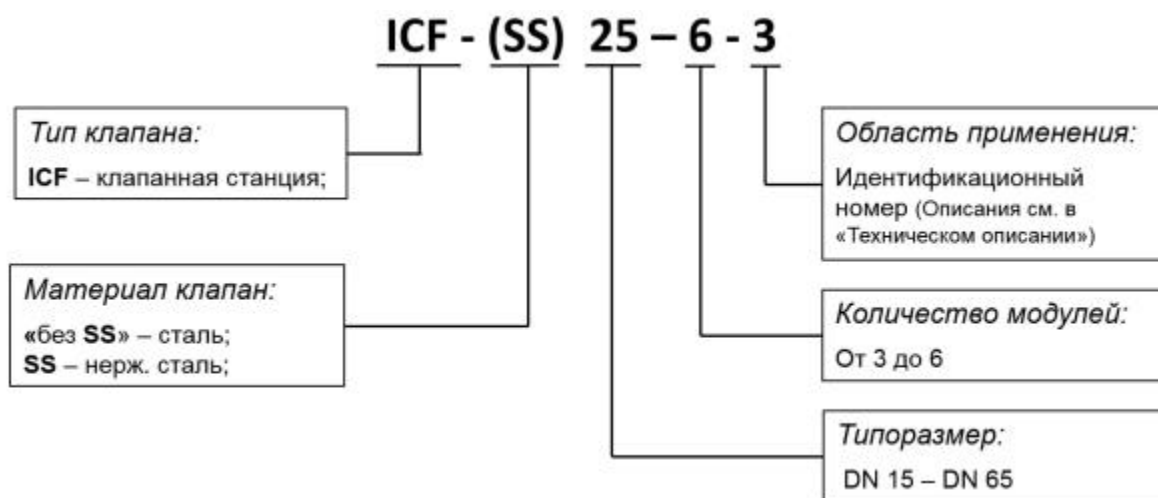 ICF - (SS) 25 – 6 - 3
Тип клапана:
ICF – клапанная станция;
Материал клапан:
«без SS» – сталь;
SS – нерж. сталь;
Область применения:
Идентификационный
номер (Описания см. в
«Техническом описании»)
Количество модулей:
От 3 до 6
Типоразмер:
DN 15 – DN 65